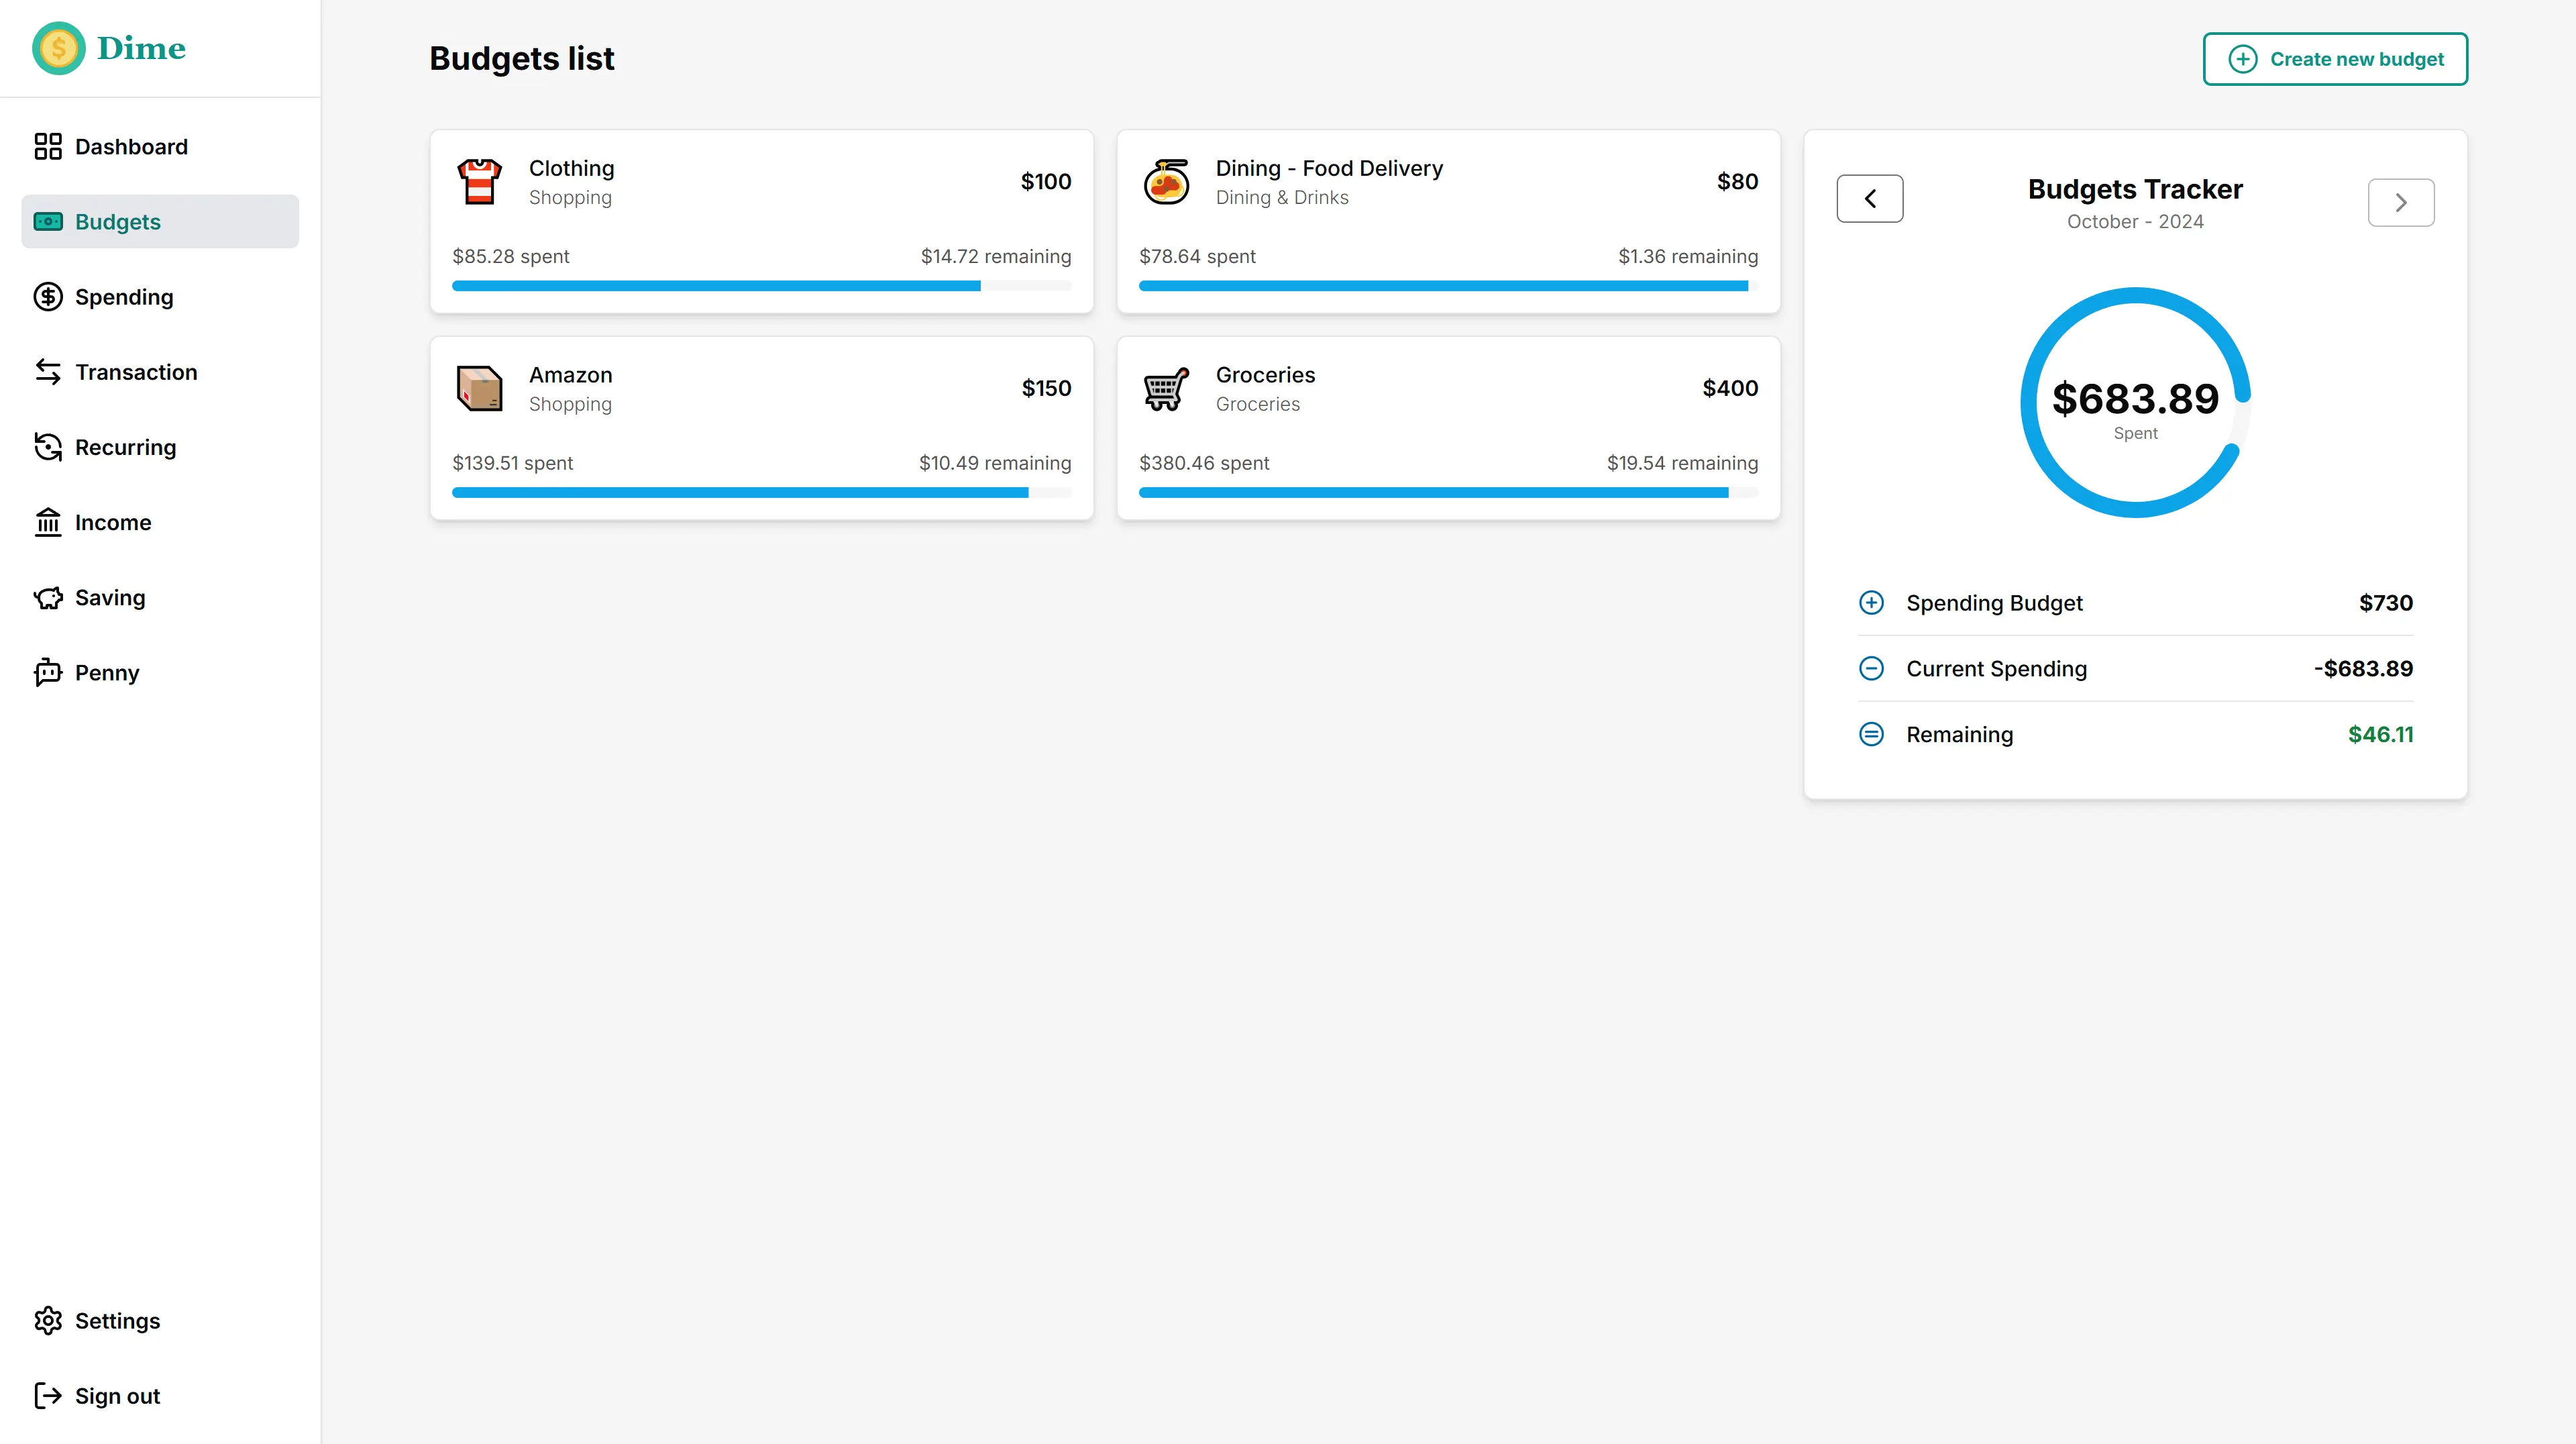 Dime
Dashboard
Budgets
Spending
Transaction
Recurring
Income
Saving
Penny
Settings
Sign out
Budgets list
Create new budget
Clothing
Shopping
$100
$85.28 spent
$14.72 remaining
Dining - Food Delivery
Dining & Drinks
$80
$78.64 spent
$1.36 remaining
Amazon
Shopping
$150
$139.51 spent
$10.49 remaining
Groceries
Groceries
$400
$380.46 spent
$19.54 remaining
Budgets Tracker
October - 2024
$683.89
Spent
Spending Budget
$730
Current Spending
-$683.89
Remaining
$46.11